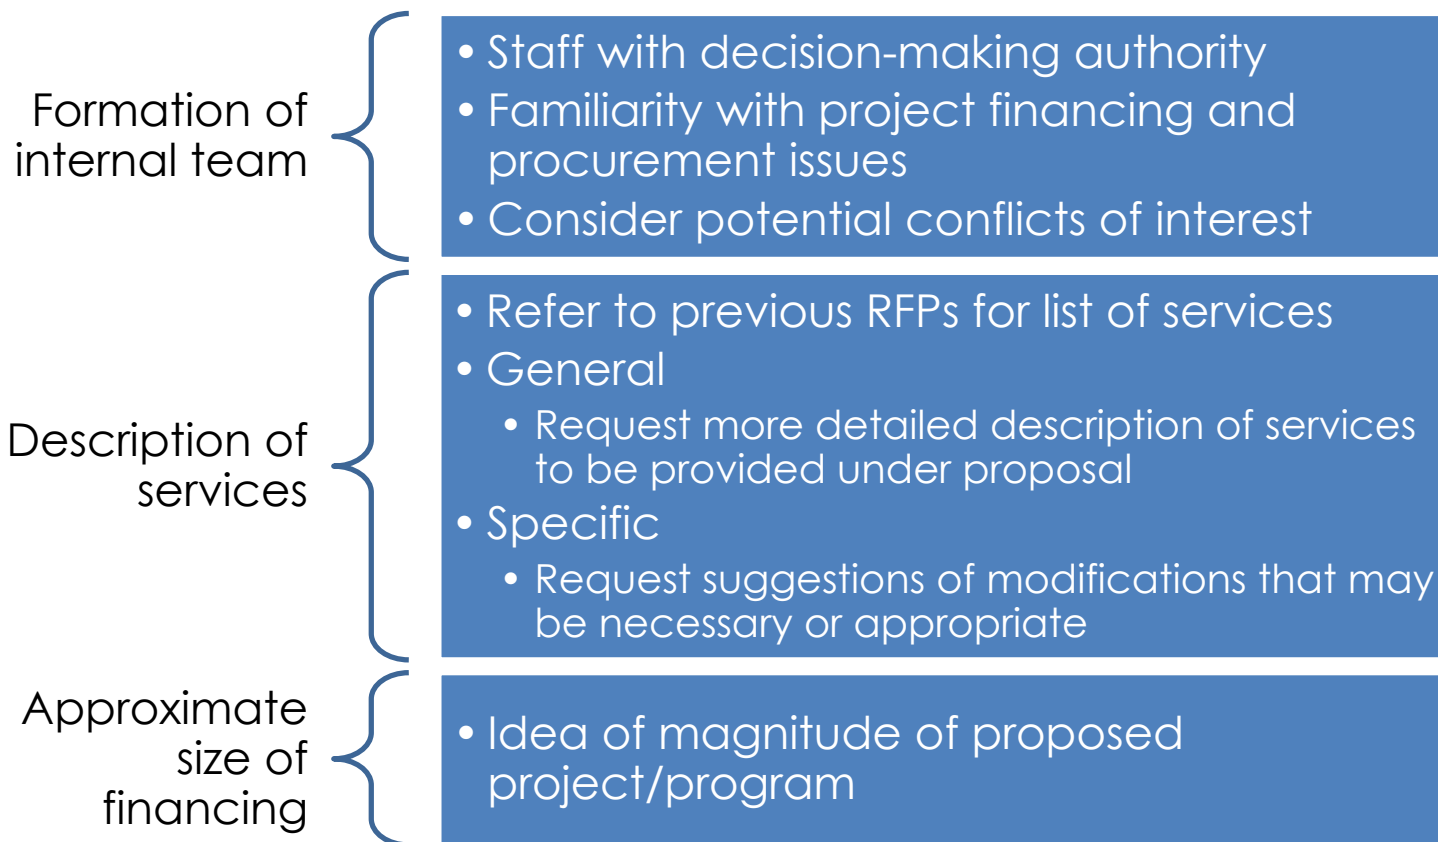 Formation of
internal team
• Staff with decision-making authority
• Familiarity with project financing and
procurement issues
• Consider potential conflicts of interest
Description of
services
• Refer to previous RFPs for list of services
• General
• Request more detailed description of services
to be provided under proposal
• Specific
• Request suggestions of modifications that may
be necessary or appropriate
Approximate
size of
financing
• Idea of magnitude of proposed
project/program